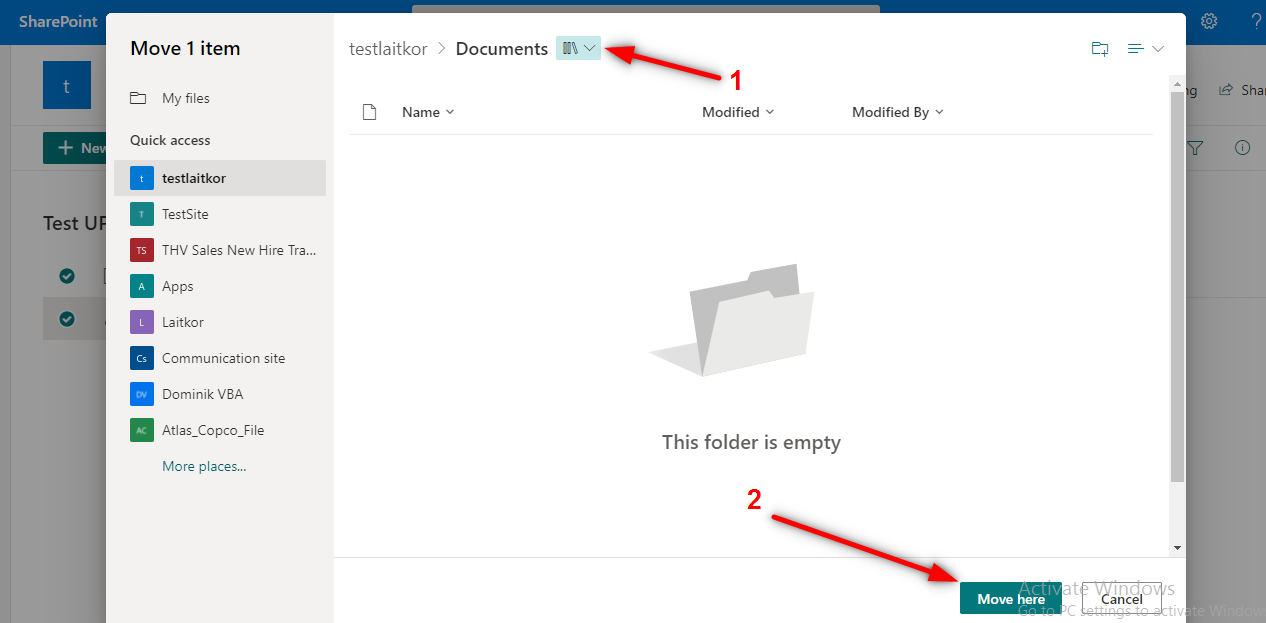 SharePoint
?
t
ng
Shar
New
Test UP
Move 1 item
My files
Quick access
t testlaitkor
T TestSite
TS THV Sales New Hire Tra...
A Apps
L Laitkor
Cs Communication site
DV Dominik VBA
AC Atlas_Copco_File
More places...
testlaitkor > Documents
1
Name
Modified
Modified By
This folder is empty
2
Move here
Cancel
Activate Windows
Go to PC settings to activate Windows